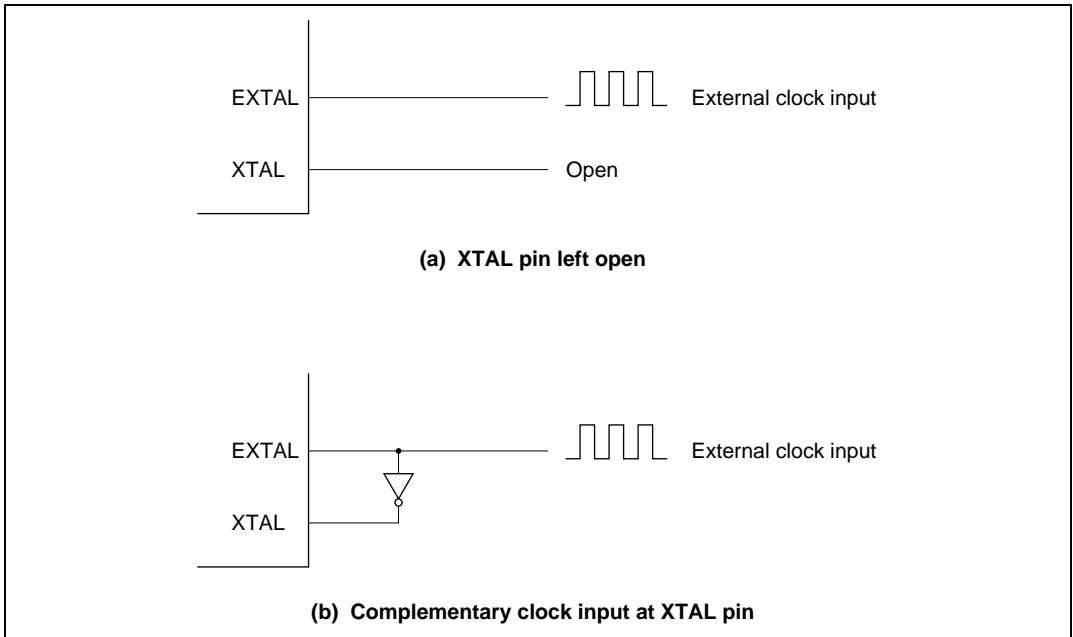 EXTAL External clock input
XTAL Open
(a) XTAL pin left open
EXTAL External clock input
XTAL
(b) Complementary clock input at XTAL pin